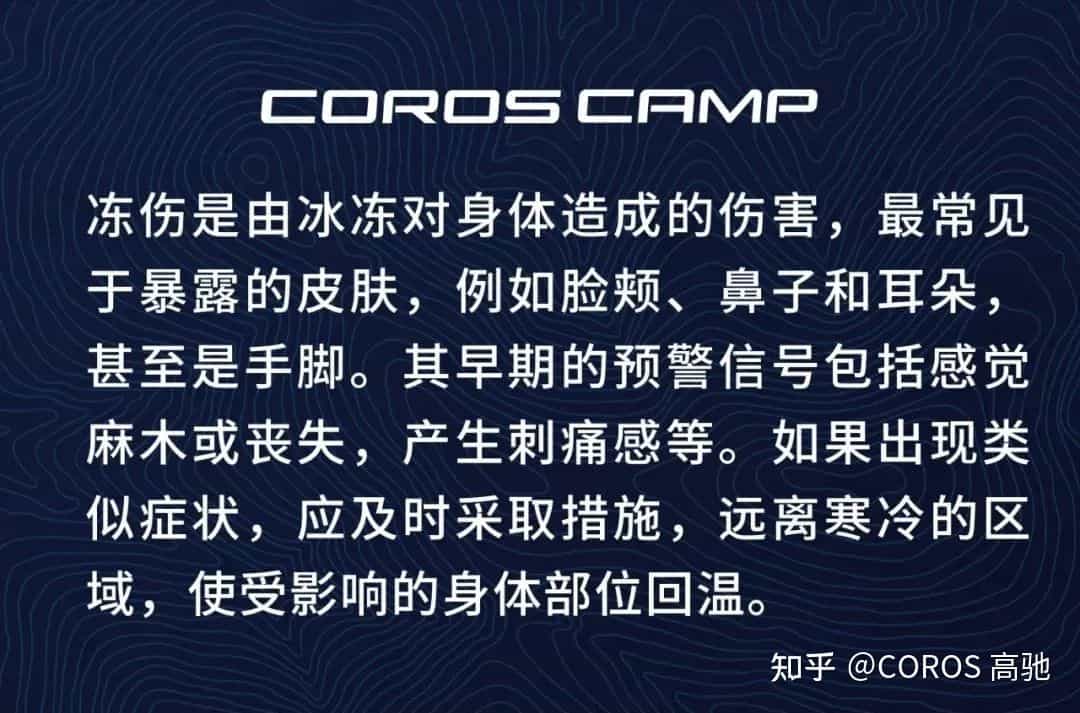 COROS CAMP
冻伤是由冰冻对身体造成的伤害，最常见
于暴露的皮肤，例如脸颊、鼻子和耳朵，
甚至是手脚。其早期的预警信号包括感觉
麻木或丧失，产生刺痛感等。如果出现类
似症状，应及时采取措施，远离寒冷的区
域，使受影响的身体部位回温。
知乎 @COROS 高驰